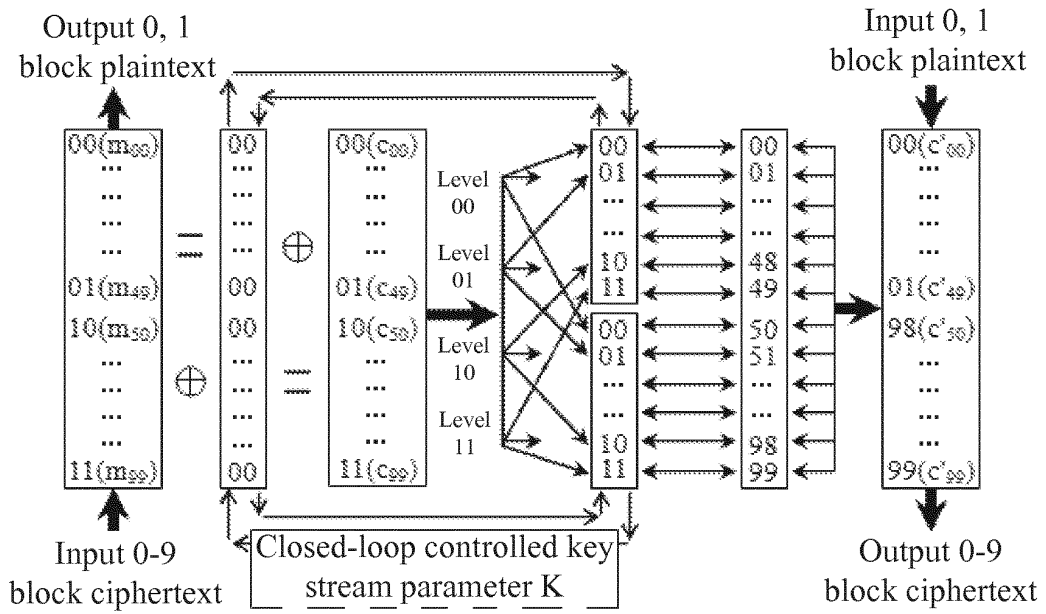 Output 0, 1
block plaintext
Input 0, 1
block plaintext
00(m00) 00 00(c00) 00 00 00(c'00)
... ... ... Level 00 01 01 ...
... ... ... ... ... ...
... = ... ⊕ ... ... ... ...
Level 01 10 48
01(m49) 00 01(c49) 11 49 01(c'49)
10(m50) 00 10(c50) 00 50 98(c'50)
... ... ... Level 10 01 51 ...
... ⊕ ... = ... ... ... ...
... ... ... ... ... ...
... ... ... Level 11 10 98 ...
11(m99) 00 11(c99) 11 99 99(c'99)
Input 0-9
block ciphertext
Closed-loop controlled key
stream parameter K
Output 0-9
block ciphertext